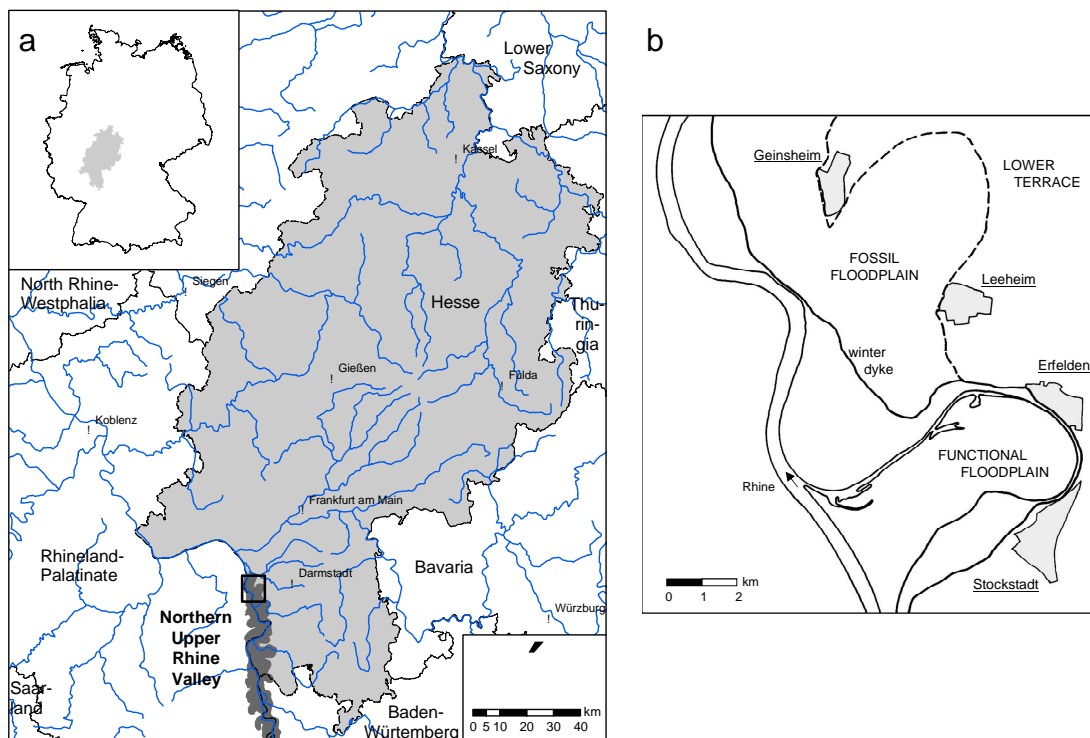 a
Lower
Saxony
Kassel
North Rhine-
Westphalia
Siegen
Hesse
Thu-
rin-
gia
Gießen
Fulda
Koblenz
Frankfurt am Main
Rhineland-
Palatinate
Darmstadt
Bavaria
Würzburg
Northern
Upper
Rhine
Valley
Saar-
land
Baden-
Würtemberg
km
0 5 10 20 30 40
b
Geinsheim
LOWER
TERRACE
FOSSIL
FLOODPLAIN
Leeheim
winter
dyke
Erfelden
FUNCTIONAL
FLOODPLAIN
Rhine
Stockstadt
km
0 1 2